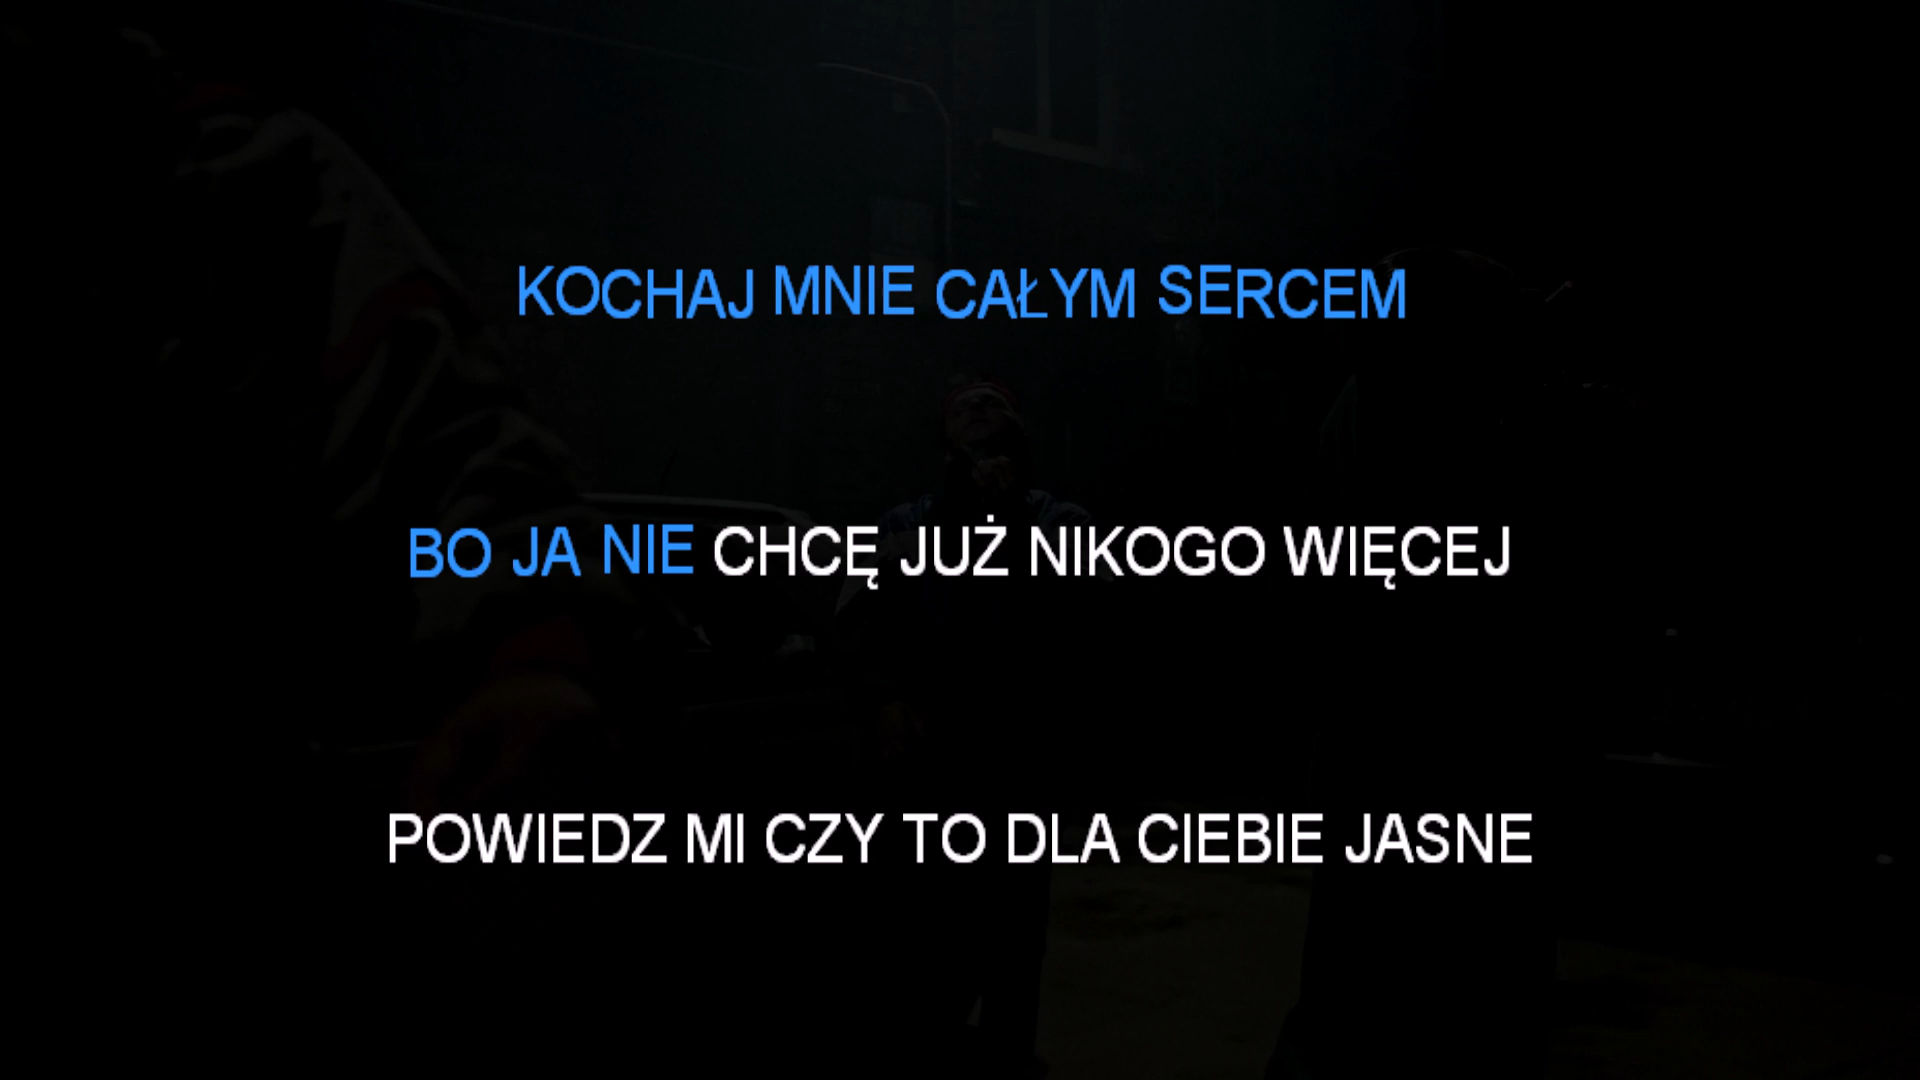 KOCHAJ MNIE CAŁYM SERCEM
BO JA NIE CHCĘ JUŻ NIKOGO WIĘCEJ
POWIEDZ MI CZY TO DLA CIEBIE JASNE